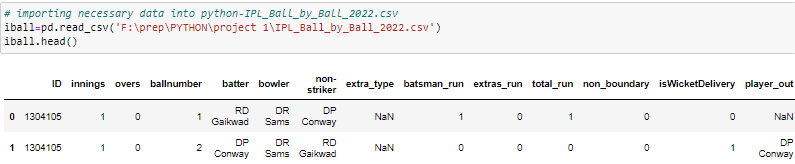 # importing necessary data into python-IPL_Ball_by_Ball_2022.csv
iball=pd.read_csv('F:\prep\PYTHON\project 1\IPL_Ball_by_Ball_2022.csv')
iball.head()
ID innings overs ballnumber batter bowler non-striker extra_type batsman_run extras_run total_run non_boundary isWicketDelivery player_out
0 1304105 1 0 1 RD Gaikwad DR Sams DP Conway NaN 1 0 1 0 0 NaN
1 1304105 1 0 2 DP Conway DR Sams RD Gaikwad NaN 0 0 0 0 1 DP Conway